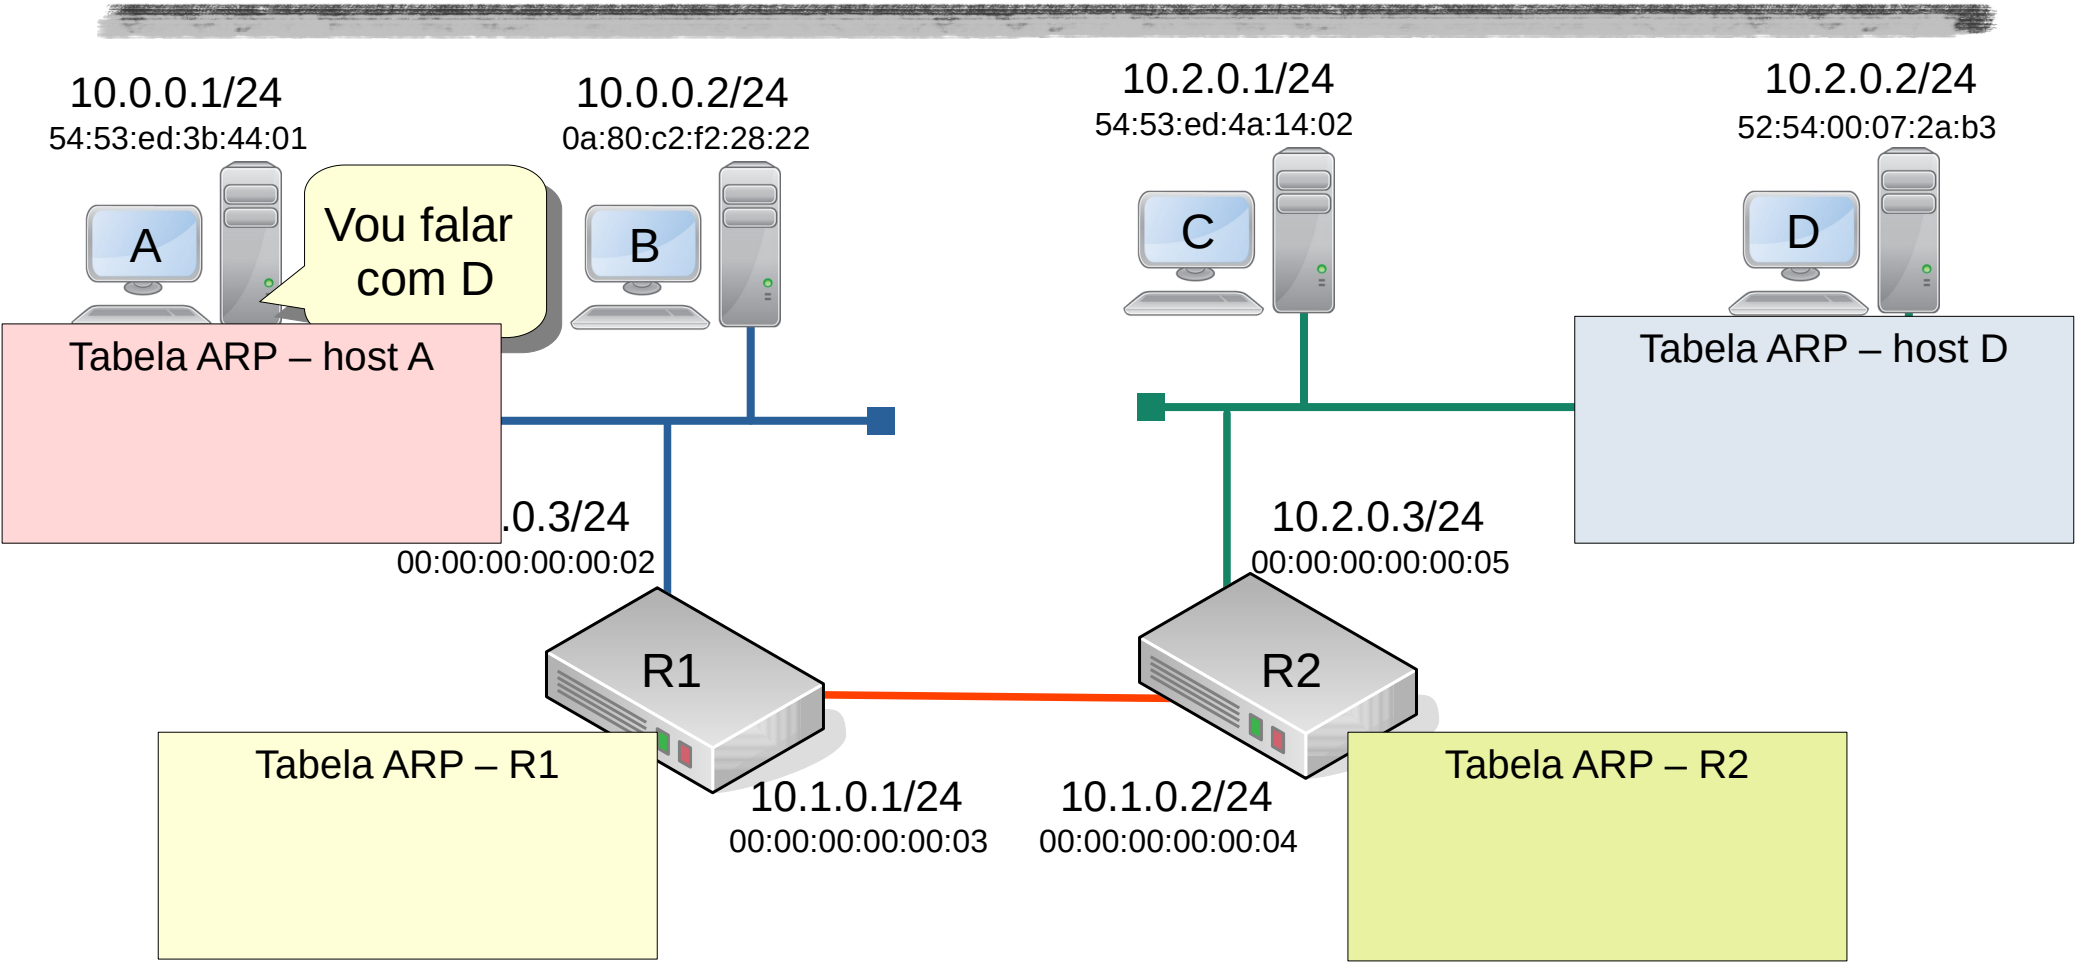 10.0.0.1/24
54:53:ed:3b:44:01
10.0.0.2/24
0a:80:c2:f2:28:22
10.2.0.1/24
54:53:ed:4a:14:02
10.2.0.2/24
52:54:00:07:2a:b3
A
Vou falar
com D
B
C
D
Tabela ARP – host A
Tabela ARP – host D
.0.3/24
00:00:00:00:00:02
10.2.0.3/24
00:00:00:00:00:05
R1
R2
Tabela ARP – R1
10.1.0.1/24
00:00:00:00:00:03
10.1.0.2/24
00:00:00:00:00:04
Tabela ARP – R2